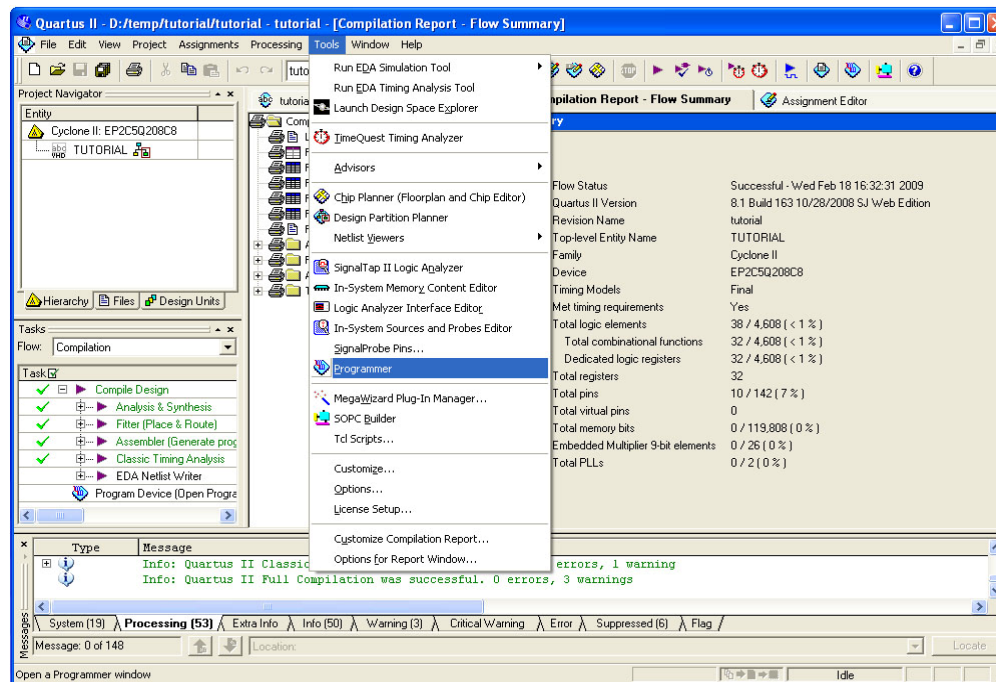 Quartus II - D:/temp/tutorial/tutorial - tutorial - [Compilation Report - Flow Summary]
File Edit View Project Assignments Processing Tools Window Help
Project Navigator
Entity
Cyclone II: EP2C5Q208C8
abd VHD TUTORIAL
Hierarchy Files Design Units
Tasks
Flow: Compilation
Task
Compile Design
Analysis & Synthesis
Fitter (Place & Route)
Assembler (Generate prog
Classic Timing Analysis
EDA Netlist Writer
Program Device (Open Progra
Run EDA Simulation Tool
Run EDA Timing Analysis Tool
Launch Design Space Explorer
TimeQuest Timing Analyzer
Advisors
Chip Planner (Floorplan and Chip Editor)
Design Partition Planner
Netlist Viewers
SignalTap II Logic Analyzer
In-System Memory Content Editor
Logic Analyzer Interface Editor
In-System Sources and Probes Editor
SignalProbe Pins...
Programmer
MegaWizard Plug-In Manager...
SOPC Builder
Tcl Scripts...
Customize...
Options...
License Setup...
Customize Compilation Report...
Options for Report Window...
mpilation Report - Flow Summary Assignment Editor
Flow Status Successful - Wed Feb 18 16:32:31 2009
Quartus II Version 8.1 Build 163 10/28/2008 SJ Web Edition
Revision Name tutorial
Top-level Entity Name TUTORIAL
Family Cyclone II
Device EP2C5Q208C8
Timing Models Final
Met timing requirements Yes
Total logic elements 38 / 4,608 ( < 1 % )
Total combinational functions 32 / 4,608 ( < 1 % )
Dedicated logic registers 32 / 4,608 ( < 1 % )
Total registers 32
Total pins 10 / 142 ( 7 % )
Total virtual pins 0
Total memory bits 0 / 119,808 ( 0 % )
Embedded Multiplier 9-bit elements 0 / 26 ( 0 % )
Total PLLs 0 / 2 ( 0 % )
Type Message
Info: Quartus II Classic errors, 1 warning
Info: Quartus II Full Compilation was successful. 0 errors, 3 warnings
System (19) Processing (53) Extra Info Info (50) Warning (3) Critical Warning Error Suppressed (6) Flag
Messages
Message: 0 of 148 Location: Locate
Open a Programmer window Idle